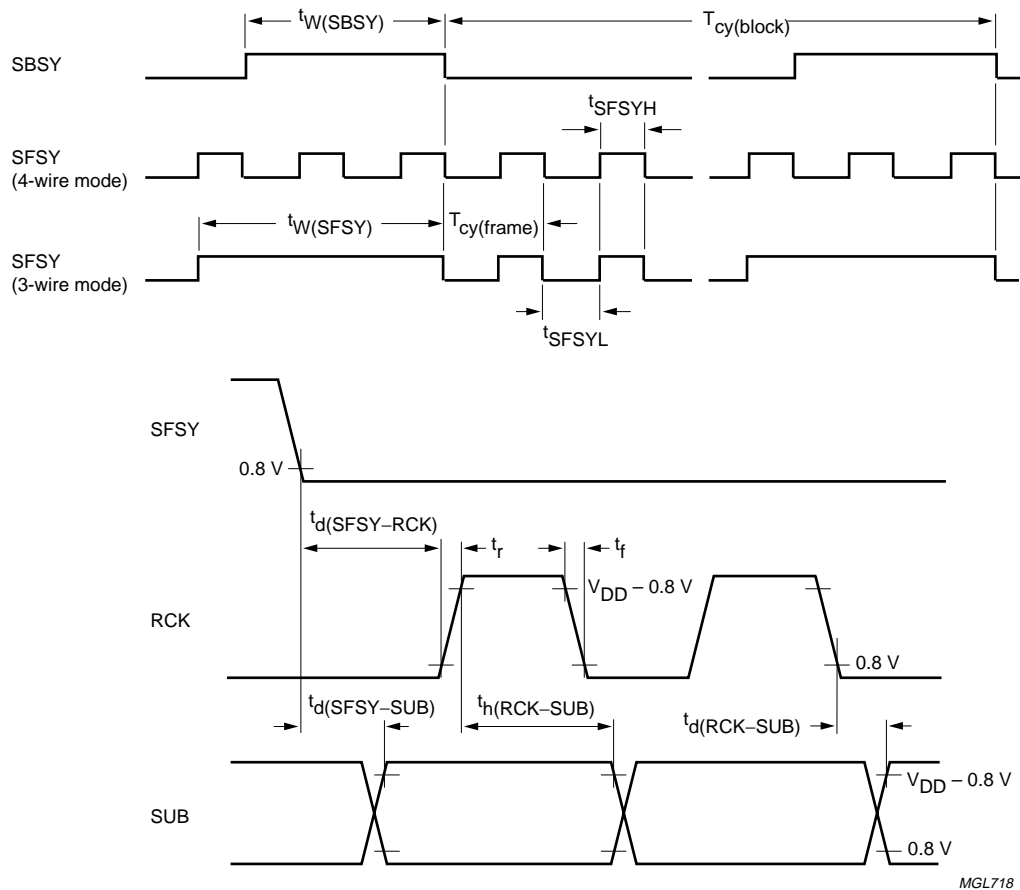 tW(SBSY)
Tcy(block)
SBSY
tSFSYH
SFSY
(4-wire mode)
tW(SFSY)
Tcy(frame)
SFSY
(3-wire mode)
tSFSYL
SFSY
0.8 V
td(SFSY–RCK)
tr
tf
VDD – 0.8 V
RCK
0.8 V
td(SFSY–SUB)
th(RCK–SUB)
td(RCK–SUB)
VDD – 0.8 V
SUB
0.8 V
MGL718